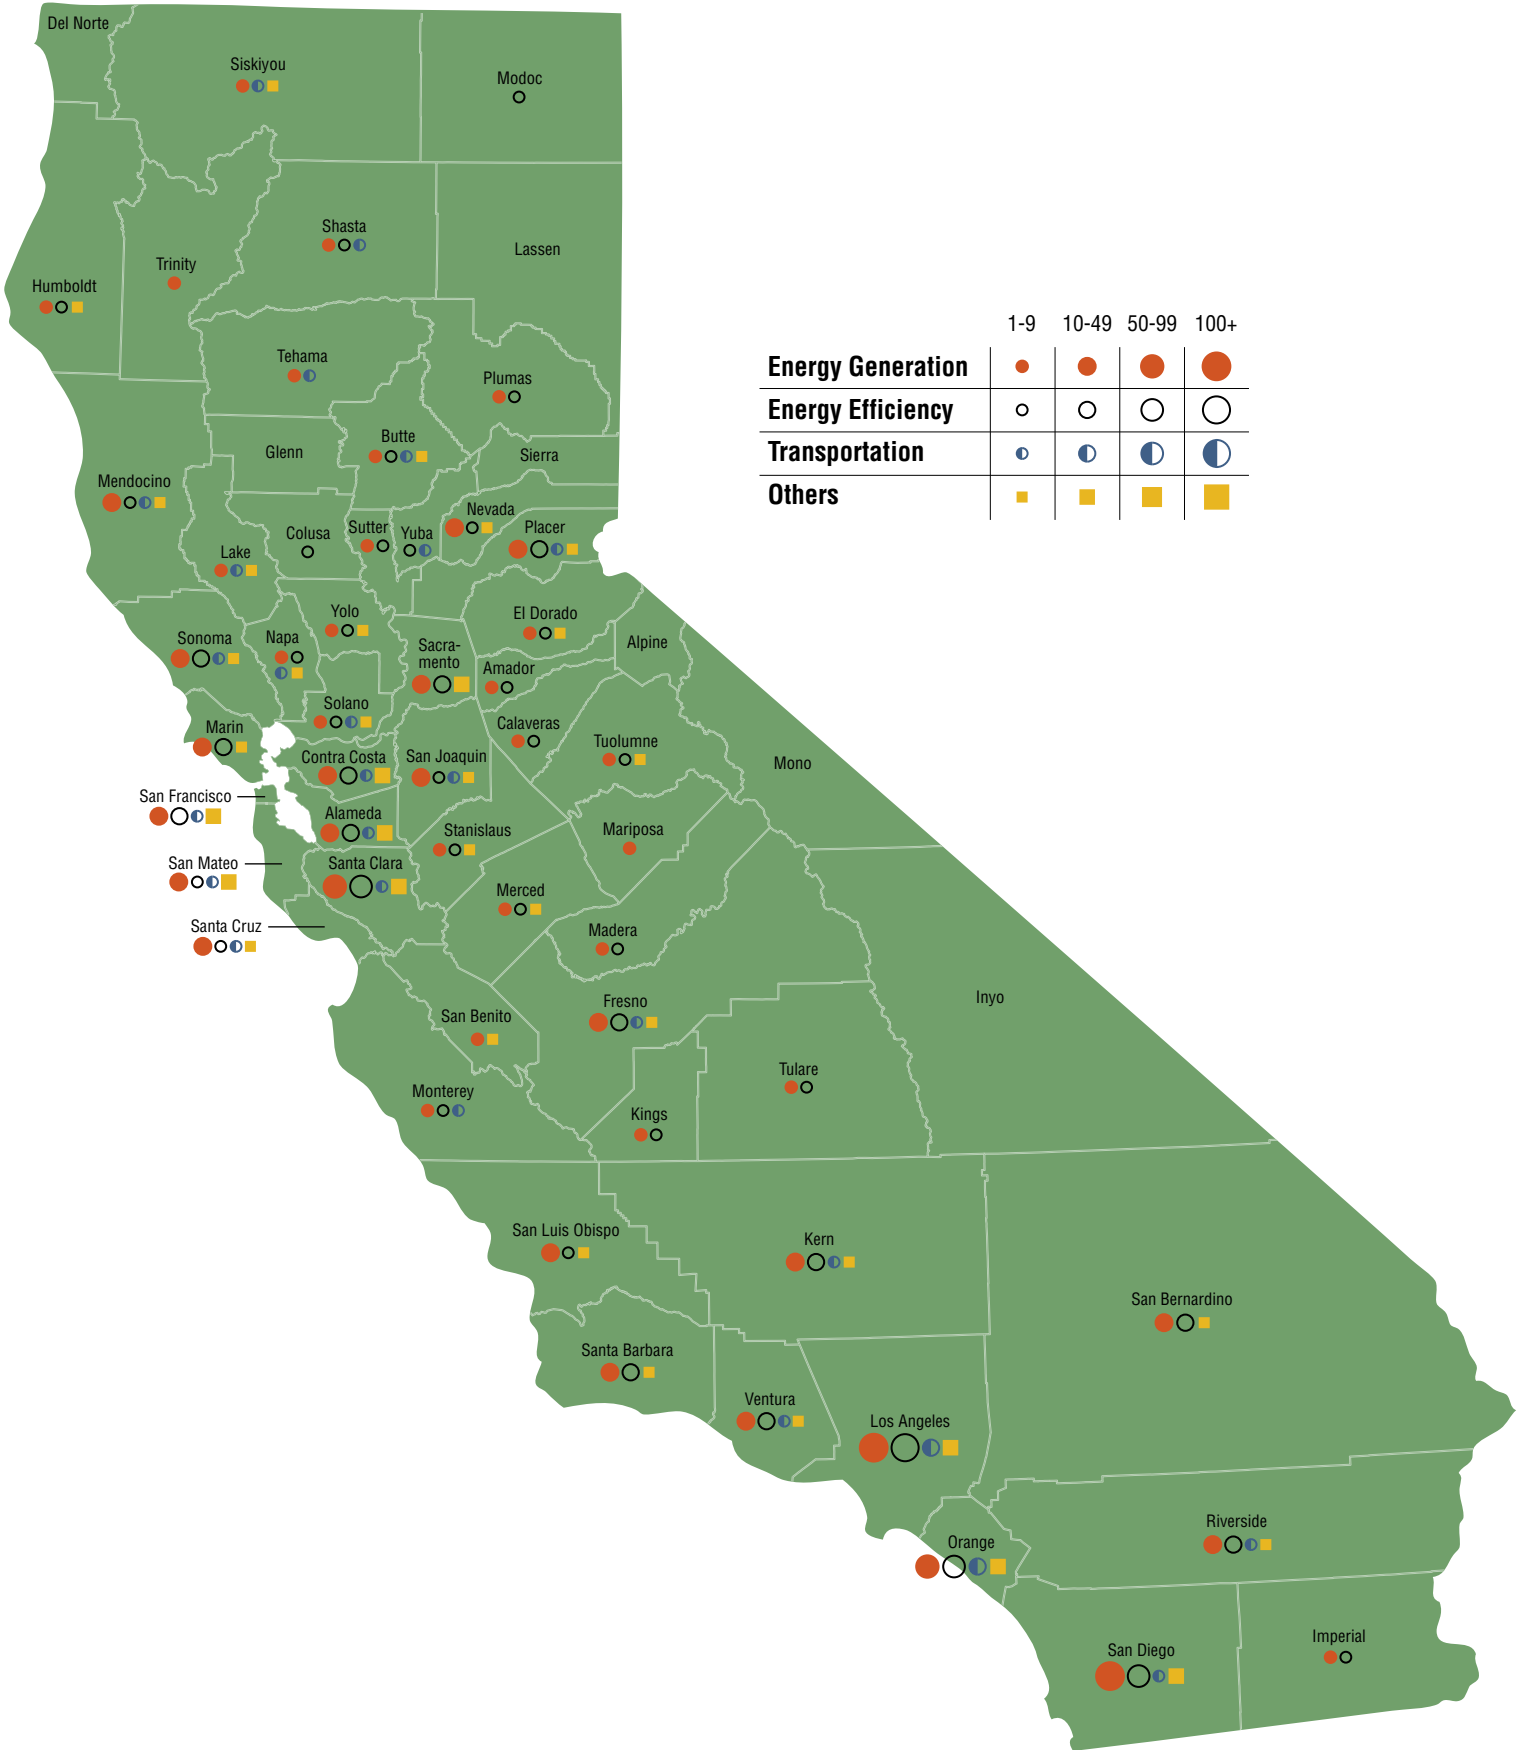 Del Norte
Siskiyou
Modoc
Shasta
Lassen
Trinity
Humboldt
1-9 10-49 50-99 100+
Energy Generation
Energy Efficiency
Transportation
Others
Tehama
Plumas
Butte
Glenn
Sierra
Mendocino
Nevada
Colusa
Sutter
Yuba
Placer
Lake
Yolo
El Dorado
Sonoma
Napa
Sacra-
mento
Alpine
Amador
Solano
Marin
Calaveras
Tuolumne
Contra Costa
San Joaquin
Mono
San Francisco
Alameda
Stanislaus
Mariposa
San Mateo
Santa Clara
Merced
Santa Cruz
Madera
Inyo
Fresno
San Benito
Tulare
Monterey
Kings
San Luis Obispo
Kern
San Bernardino
Santa Barbara
Ventura
Los Angeles
Riverside
Orange
Imperial
San Diego